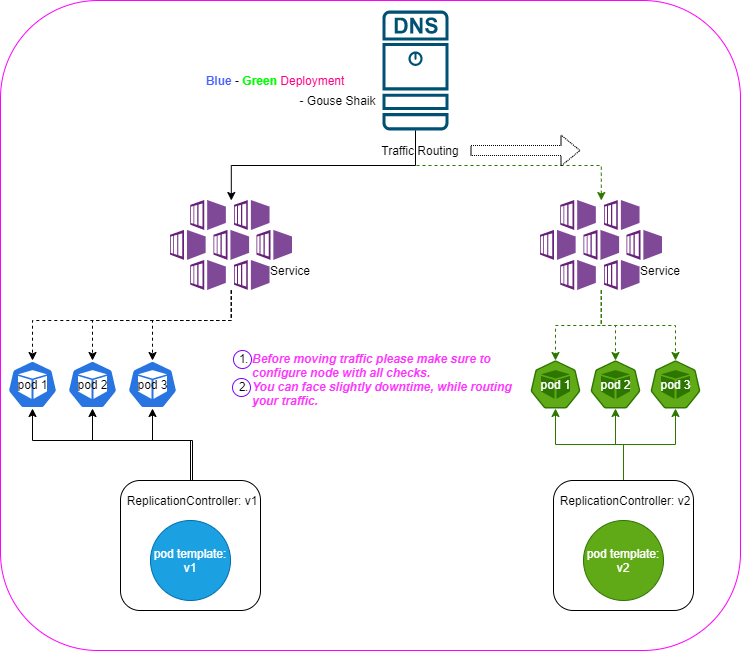 DNS
Blue - Green Deployment
- Gouse Shaik
Traffic Routing
Service
Service
1. Before moving traffic please make sure to
configure node with all checks.
2. You can face slightly downtime, while routing
your traffic.
pod 1
pod 2
pod 3
pod 1
pod 2
pod 3
ReplicationController: v1
pod template:
v1
ReplicationController: v2
pod template:
v2